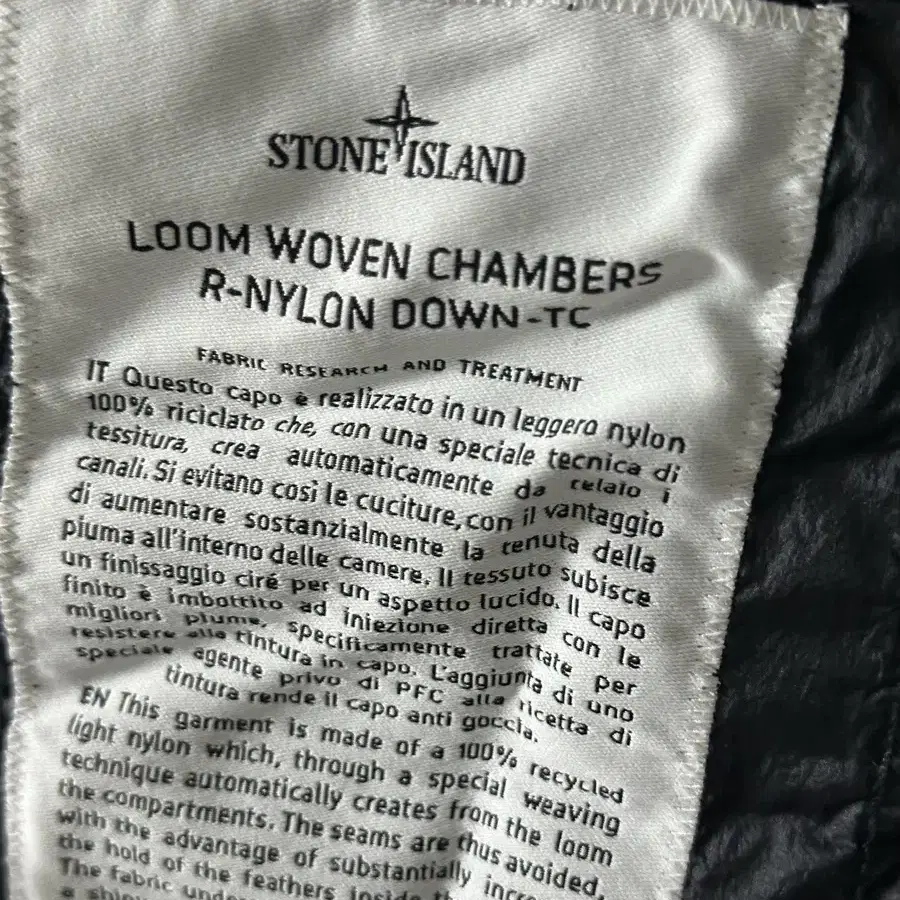 STONE ISLAND
LOOM WOVEN CHAMBERS
R-NYLON DOWN-TC
FABRIC RESEARCH AND TREATMENT
IT Questo capo è realizzato in un leggero nylon
100% riciclato che, con una speciale tecnica di
tessitura, crea automaticamente da telaio i
canali. Si evitano così le cuciture, con il vantaggio
di aumentare sostanzialmente la tenuta della
piuma all'interno delle camere. Il tessuto subisce
un finissaggio ciré per un aspetto lucido. Il capo
finito è imbottito ad iniezione diretta con le
migliori piume, specificamente trattate per
resistere alla tintura in capo. L'aggiunta di uno
speciale agente privo di PFC alla ricetta di
tintura rende il capo anti goccia.
EN This garment is made of a 100% recycled
light nylon which, through a special weaving
technique automatically creates from the loom
the compartments. The seams are thus avoided,
with the advantage of substantially incre
the hold of the feathers inside th
The fabric unde
a shiny